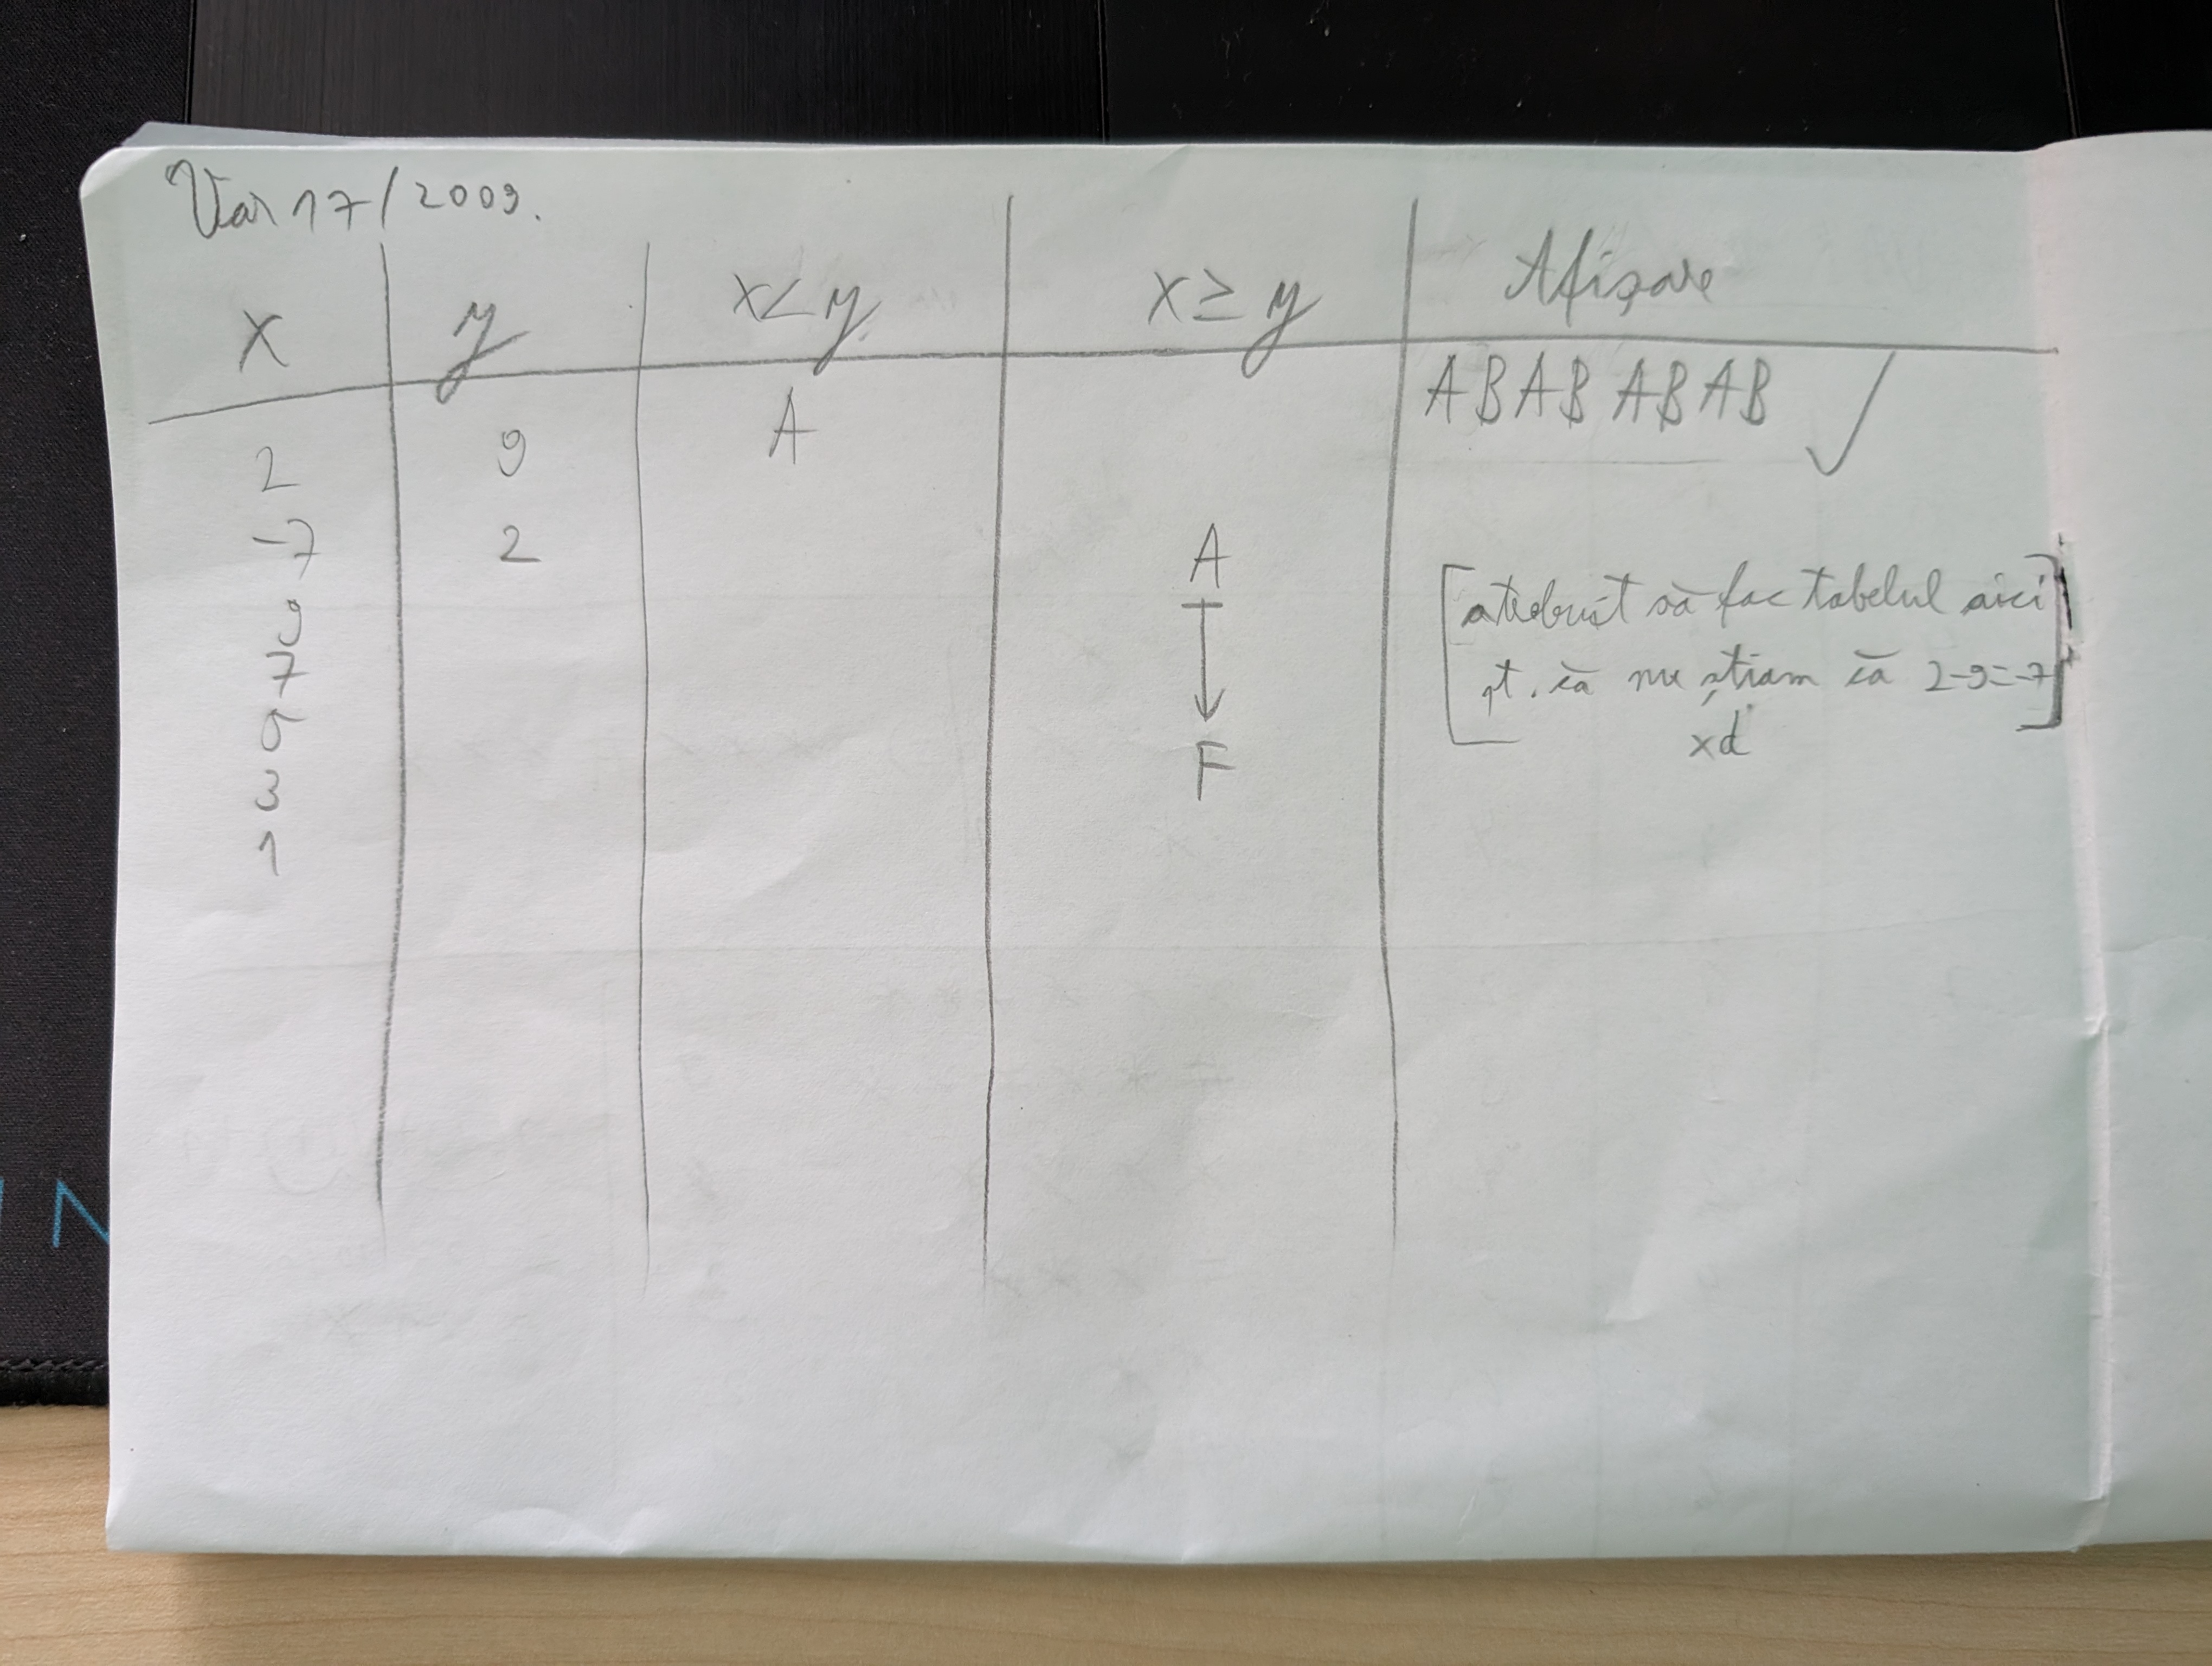 Var 17/2009.
x y x<y x≥y Afișare
2 9 A ABABABAB ✓
-7 2 A
9
7
5
3
1
↓
F
[a trebuit să fac tabelul aici
pt. că nu știam că 2-9=-7]
xd
IN